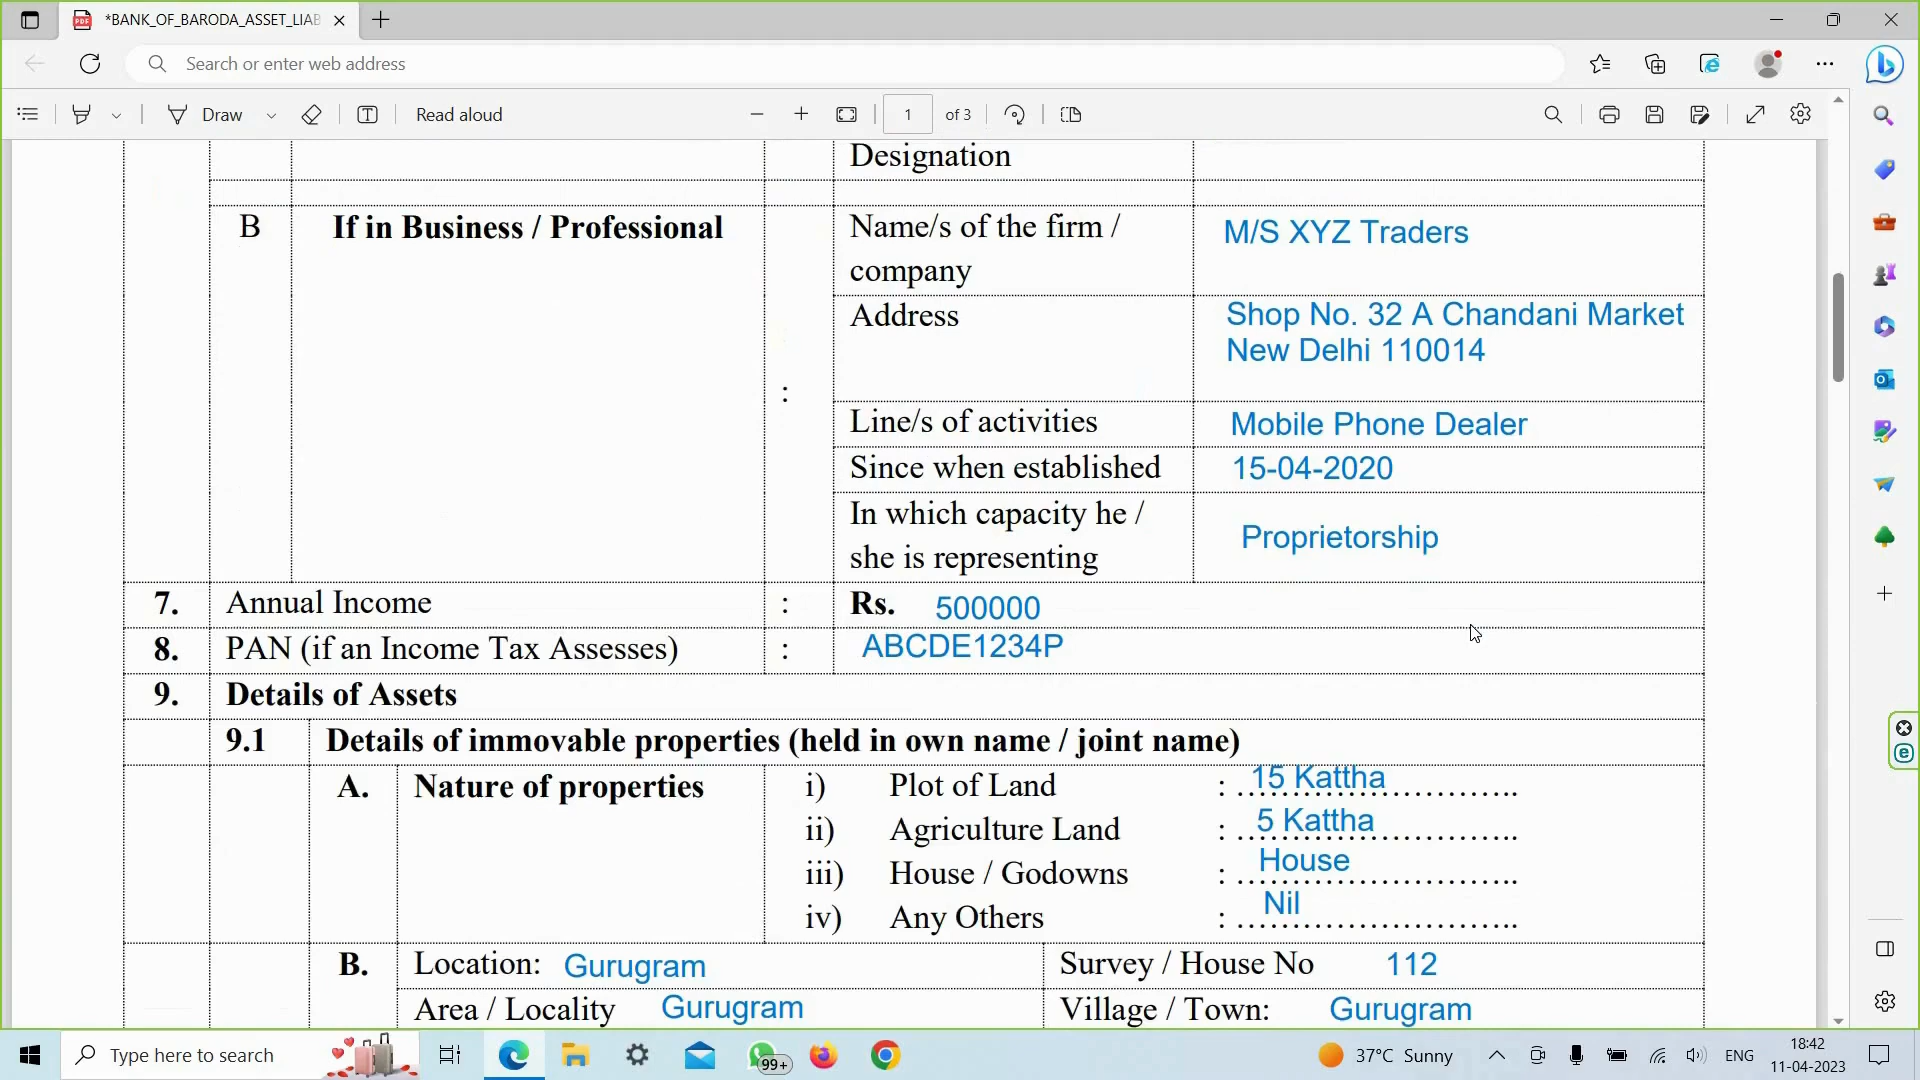 *BANK_OF_BARODA_ASSET_LIAB
Search or enter web address
Draw
Read aloud
1 of 3
Designation
B If in Business / Professional : Name/s of the firm / company M/S XYZ Traders
Address Shop No. 32 A Chandani Market
New Delhi 110014
Line/s of activities Mobile Phone Dealer
Since when established 15-04-2020
In which capacity he / she is representing Proprietorship
7. Annual Income : Rs. 500000
8. PAN (if an Income Tax Assesses) : ABCDE1234P
9. Details of Assets
9.1 Details of immovable properties (held in own name / joint name)
A. Nature of properties i) Plot of Land : 15 Kattha
ii) Agriculture Land : 5 Kattha
iii) House / Godowns : House
iv) Any Others : Nil
B. Location: Gurugram Survey / House No 112
Area / Locality Gurugram Village / Town: Gurugram
Type here to search
99+
37°C Sunny
ENG
18:42
11-04-2023